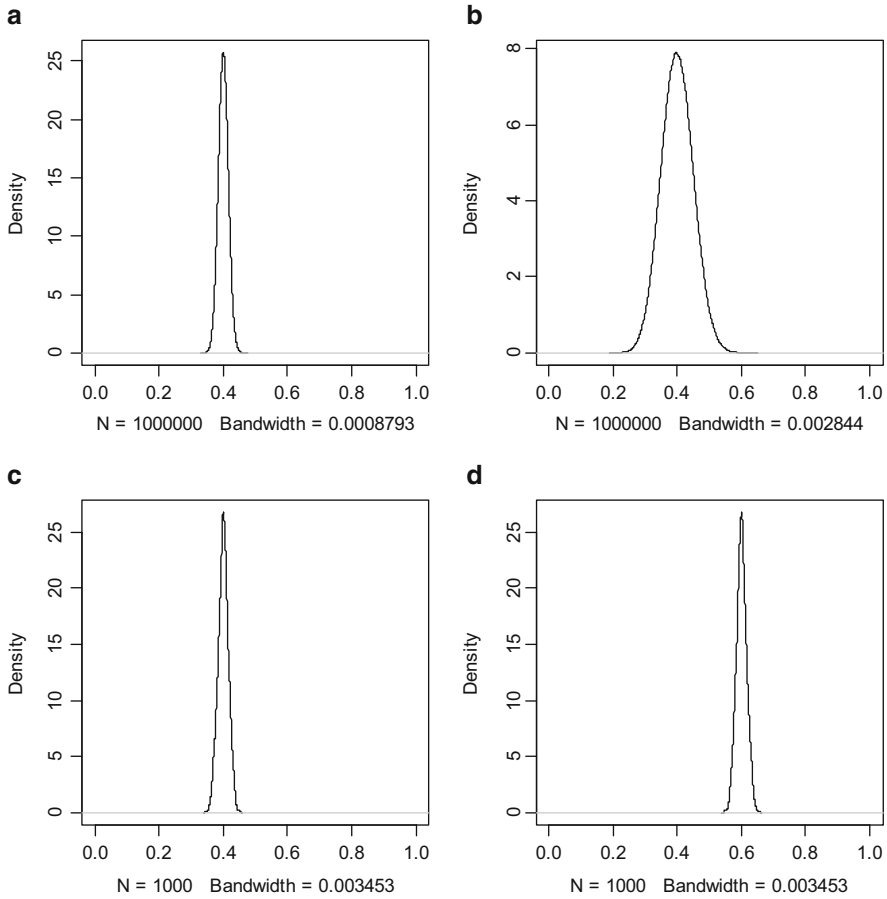 a
Density
25
20
15
10
5
0
0.0 0.2 0.4 0.6 0.8 1.0
N = 1000000 Bandwidth = 0.0008793
b
Density
8
6
4
2
0
0.0 0.2 0.4 0.6 0.8 1.0
N = 1000000 Bandwidth = 0.002844
c
Density
25
20
15
10
5
0
0.0 0.2 0.4 0.6 0.8 1.0
N = 1000 Bandwidth = 0.003453
d
Density
25
20
15
10
5
0
0.0 0.2 0.4 0.6 0.8 1.0
N = 1000 Bandwidth = 0.003453